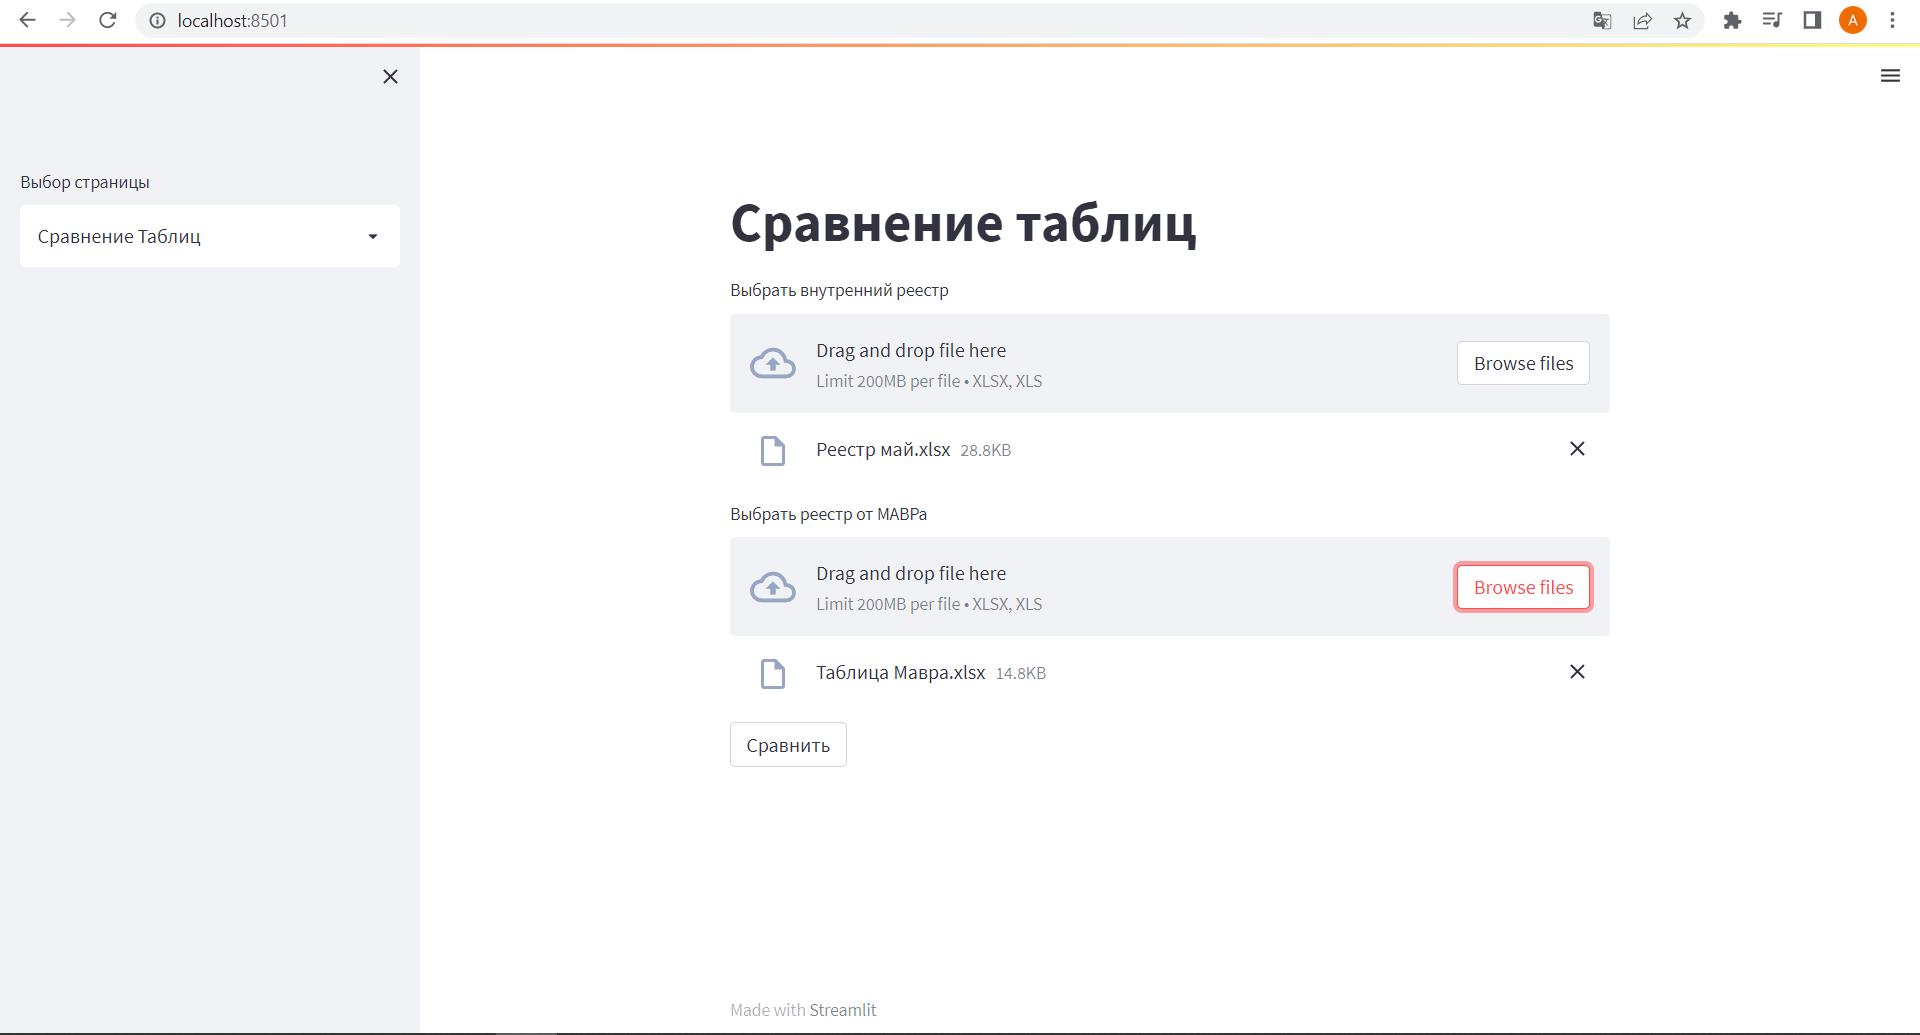 localhost:8501
A
Выбор страницы
Сравнение Таблиц
Сравнение таблиц
Выбрать внутренний реестр
Drag and drop file here
Limit 200MB per file • XLSX, XLS
Browse files
Реестр май.xlsx 28.8KB
Выбрать реестр от МАВРа
Drag and drop file here
Limit 200MB per file • XLSX, XLS
Browse files
Таблица Мавра.xlsx 14.8KB
Сравнить
Made with Streamlit